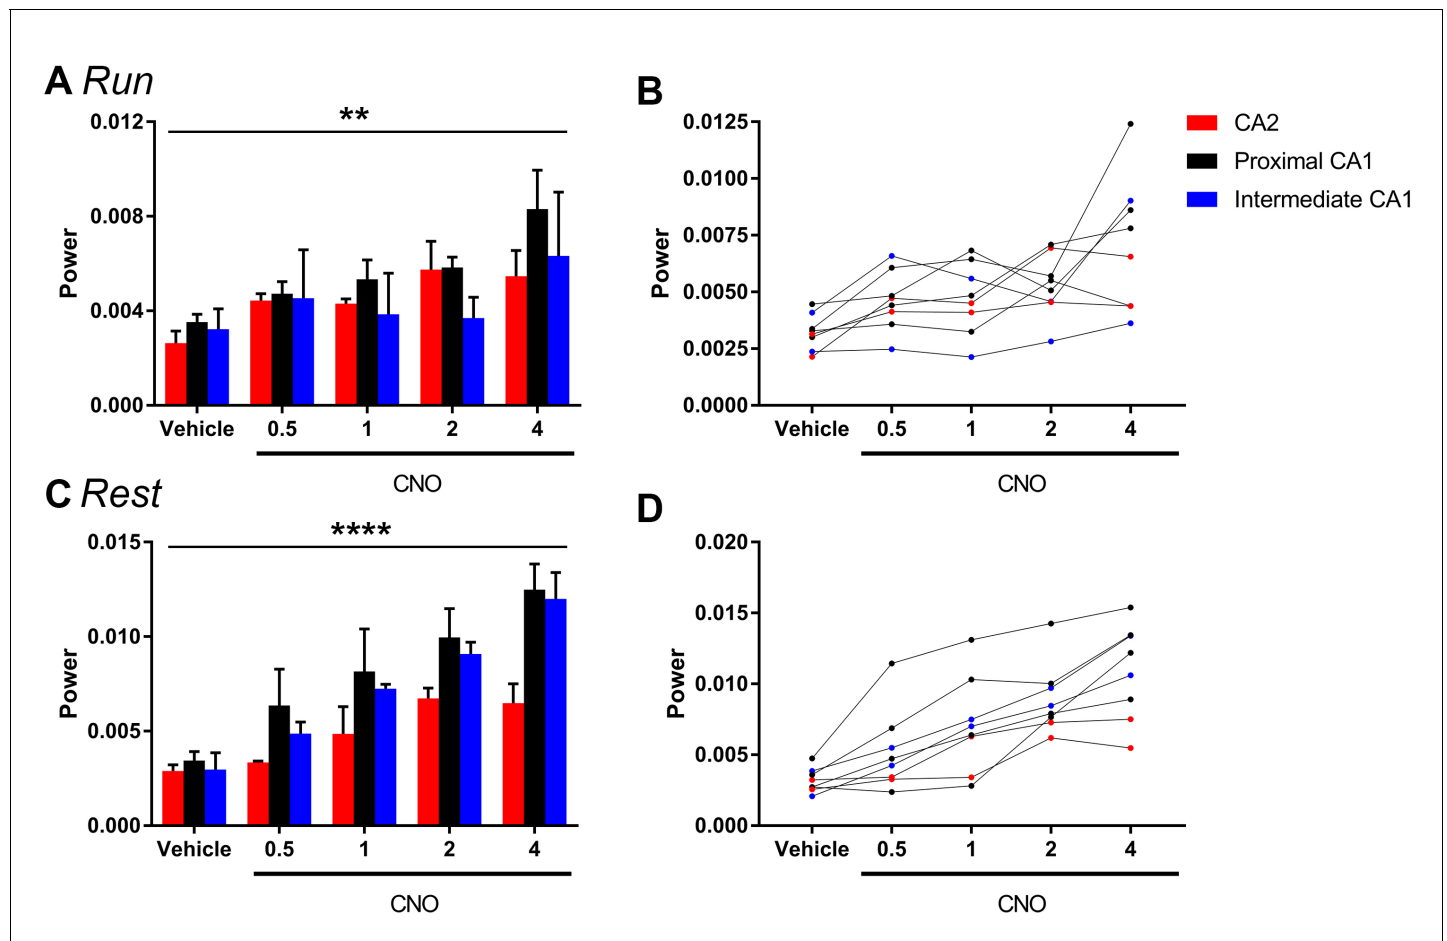 A Run
**
0.012
0.008
0.004
0.000
Power
Vehicle 0.5 1 2 4
CNO
B
0.0125
0.0100
0.0075
0.0050
0.0025
0.0000
Power
Vehicle 0.5 1 2 4
CNO
CA2
Proximal CA1
Intermediate CA1
C Rest
****
0.015
0.010
0.005
0.000
Power
Vehicle 0.5 1 2 4
CNO
D
0.020
0.015
0.010
0.005
0.000
Power
Vehicle 0.5 1 2 4
CNO